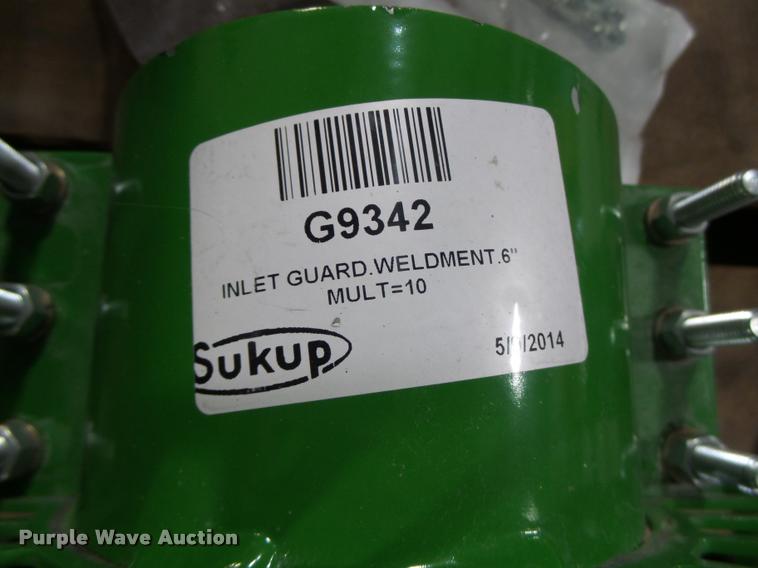 G9342
INLET GUARD.WELDMENT.6"
MULT=10
Sukup
Purple Wave Auction